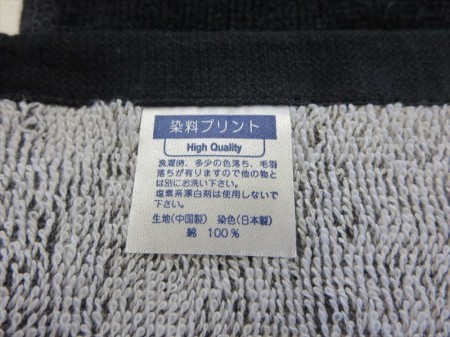 染料プリント
High Quality
洗濯時、多少の色落ち、毛羽
落ちが有りますので他の物と
は別にお洗い下さい。
塩素系漂白剤は使用しないで
下さい。
生地(中国製) 染色(日本製)
綿 100%